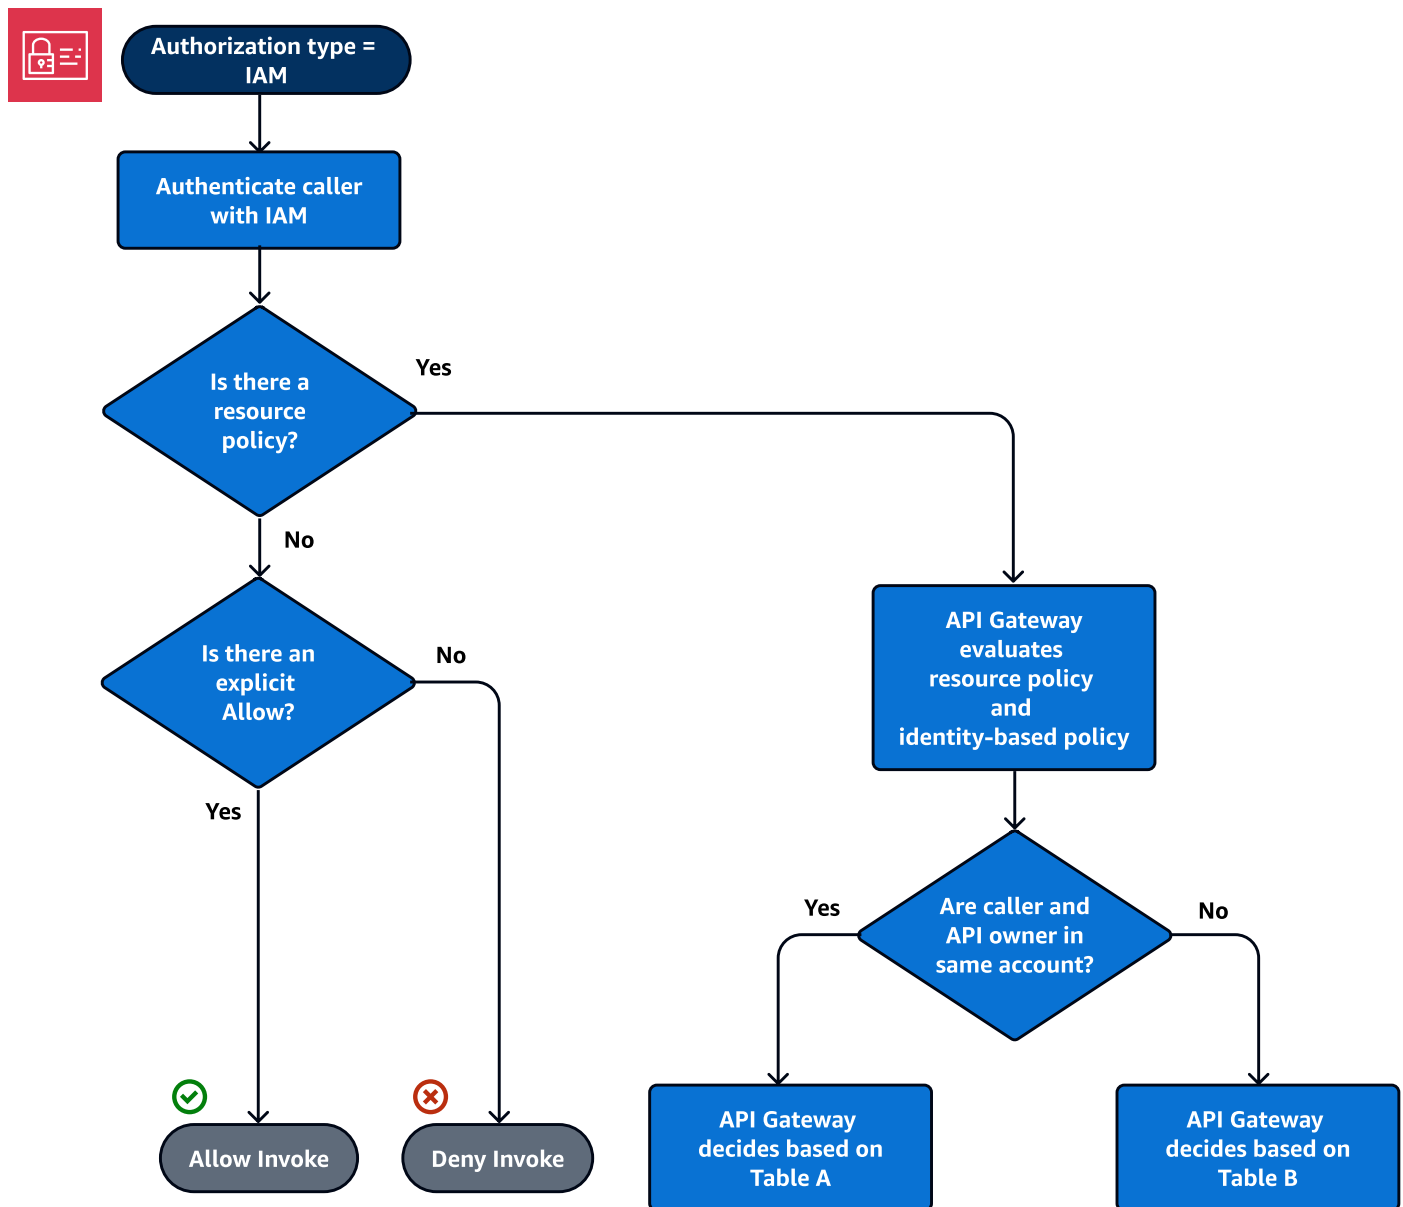 Authorization type =
IAM
Authenticate caller
with IAM
Is there a
resource
policy?
Yes
No
Is there an
explicit
Allow?
No
Yes
Allow Invoke
Deny Invoke
API Gateway
evaluates
resource policy
and
identity-based policy
Are caller and
API owner in
same account?
Yes
No
API Gateway
decides based on
Table A
API Gateway
decides based on
Table B